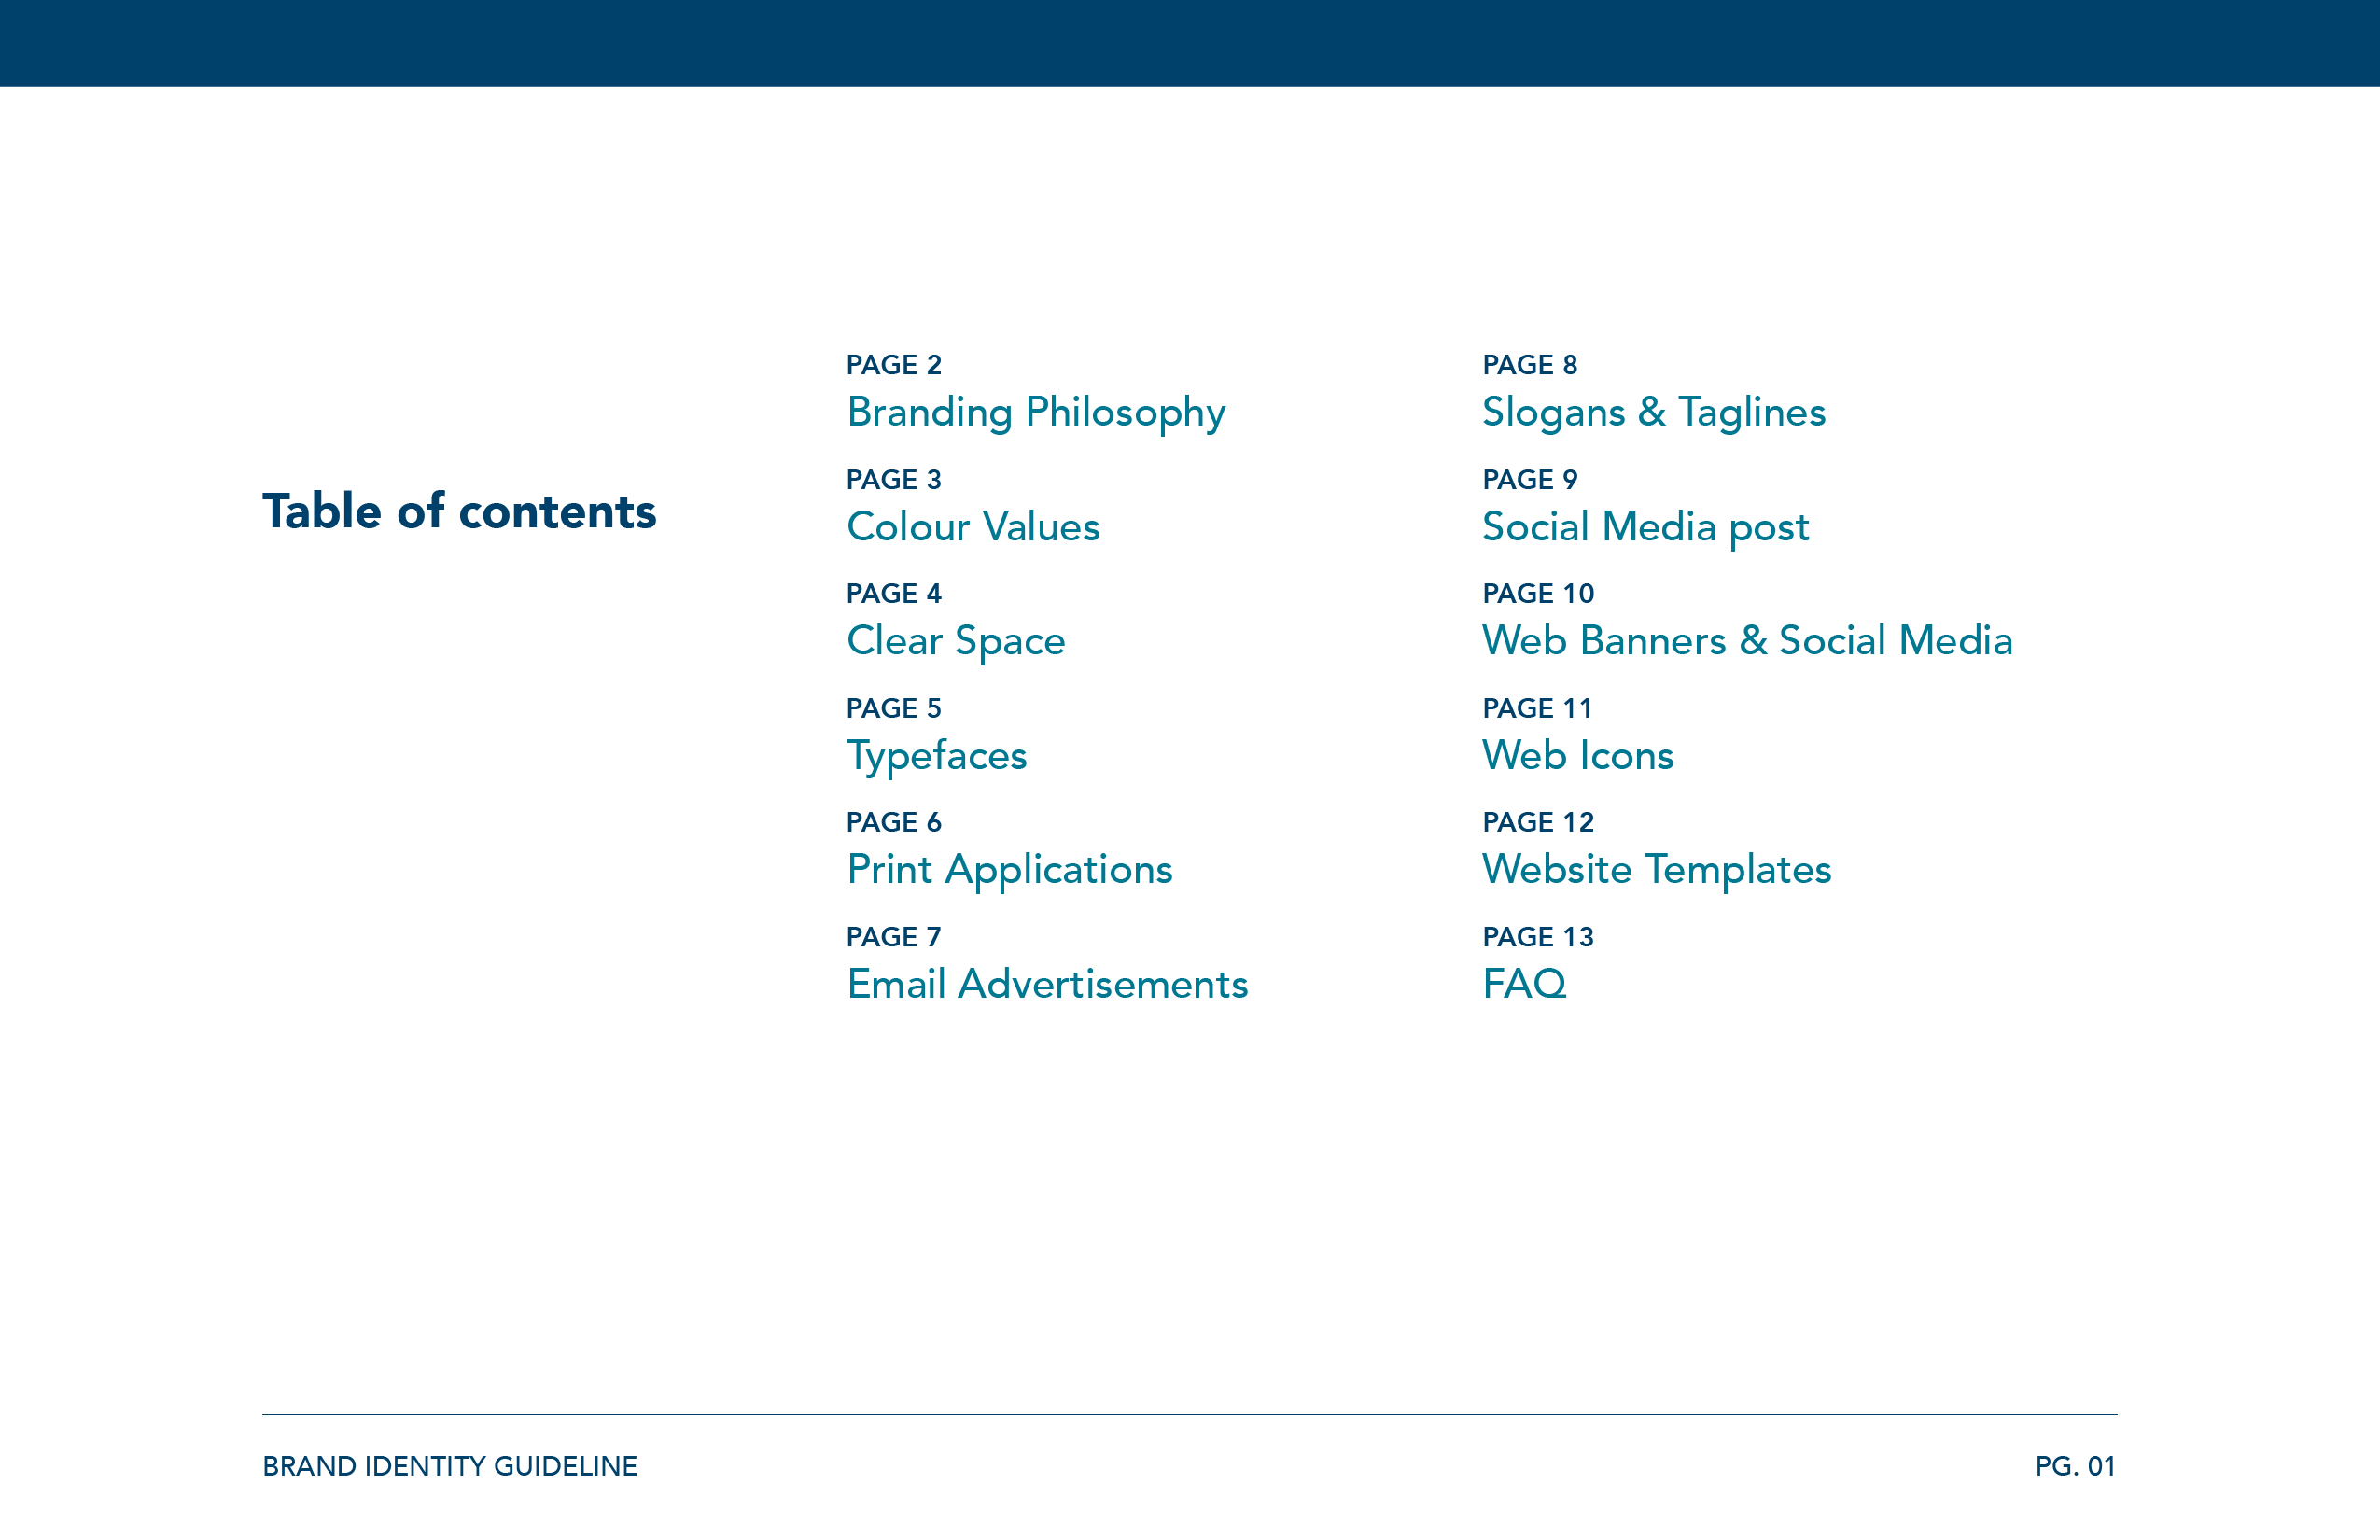 Table of contents
PAGE 2
Branding Philosophy
PAGE 3
Colour Values
PAGE 4
Clear Space
PAGE 5
Typefaces
PAGE 6
Print Applications
PAGE 7
Email Advertisements
PAGE 8
Slogans & Taglines
PAGE 9
Social Media post
PAGE 10
Web Banners & Social Media
PAGE 11
Web Icons
PAGE 12
Website Templates
PAGE 13
FAQ
BRAND IDENTITY GUIDELINE
PG. 01